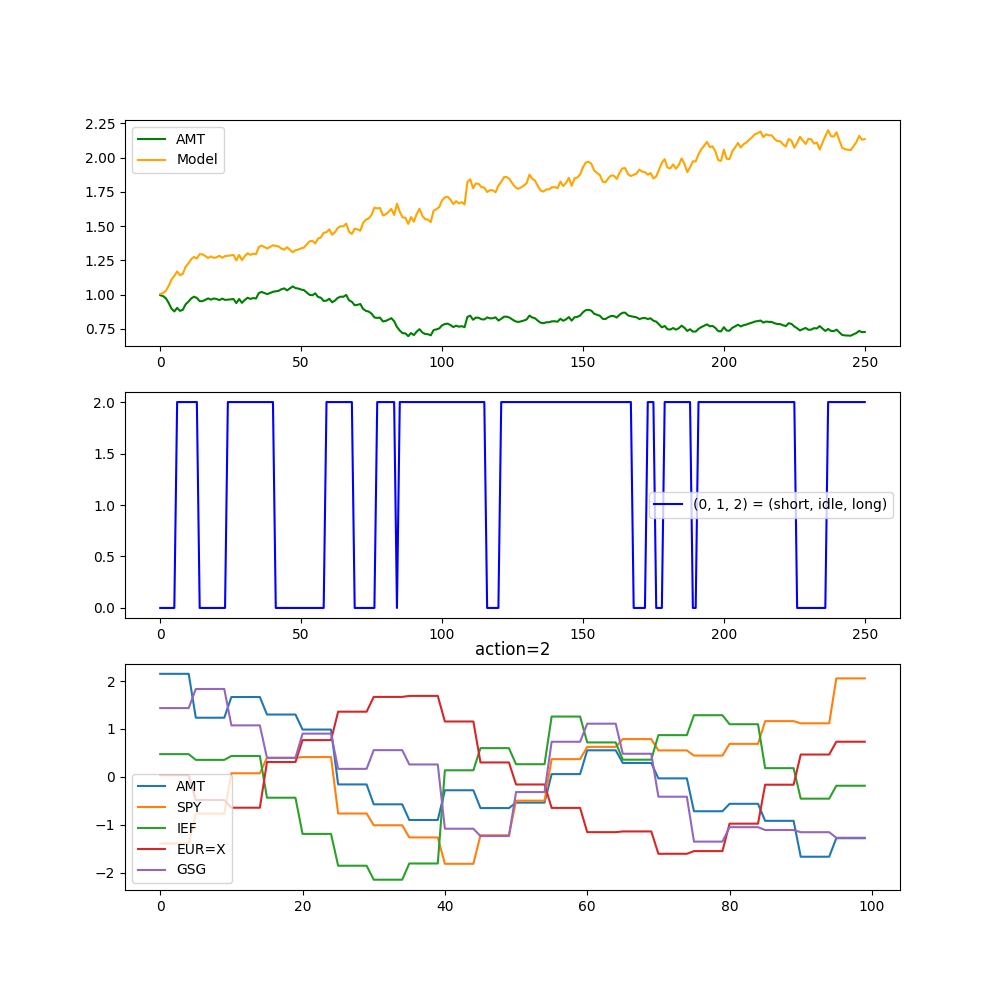 2.25
2.00
1.75
1.50
1.25
1.00
0.75
AMT
Model
0 50 100 150 200 250
2.0
1.5
1.0
0.5
0.0
(0, 1, 2) = (short, idle, long)
0 50 100 150 200 250
action=2
2
1
0
−1
−2
AMT
SPY
IEF
EUR=X
GSG
0 20 40 60 80 100